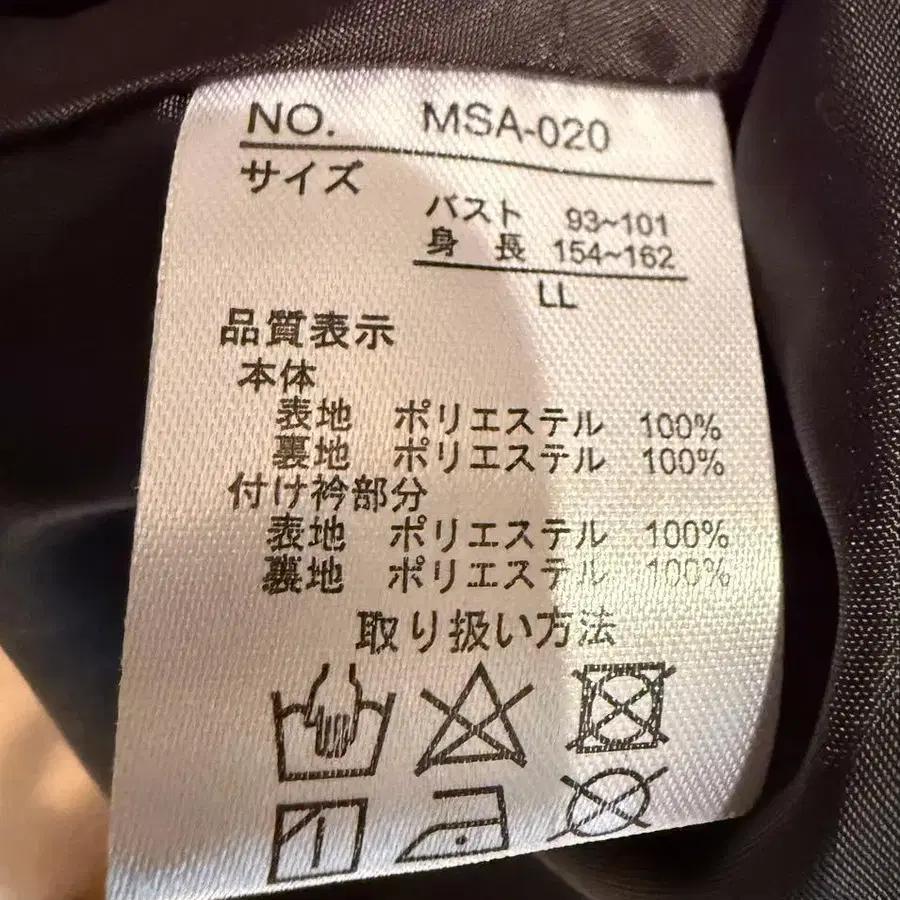 NO. MSA-020
サイズ
バスト 93~101
身長 154~162
LL
品質表示
本体
表地 ポリエステル 100%
裏地 ポリエステル 100%
付け衿部分
表地 ポリエステル 100%
裏地 ポリエステル 100%
取り扱い方法